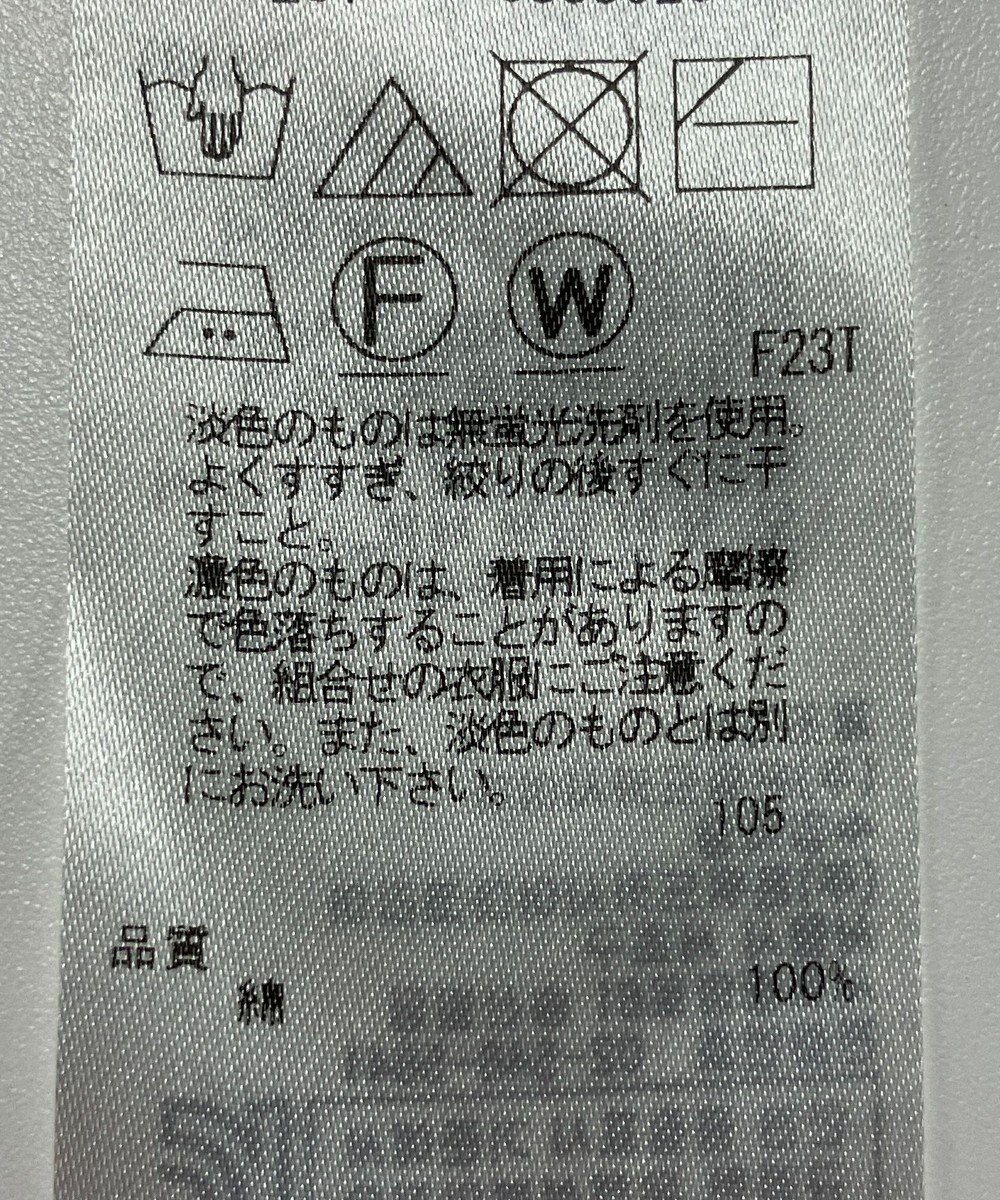 F
W
F23T
淡色のものは無蛍光洗剤を使用。
よくすすぎ、絞りの後すぐに干
すこと。
濃色のものは、着用による摩擦
で色落ちすることがありますの
で、組合せの衣服にご注意くだ
さい。また、淡色のものとは別
にお洗い下さい。
105
品質
綿 100%